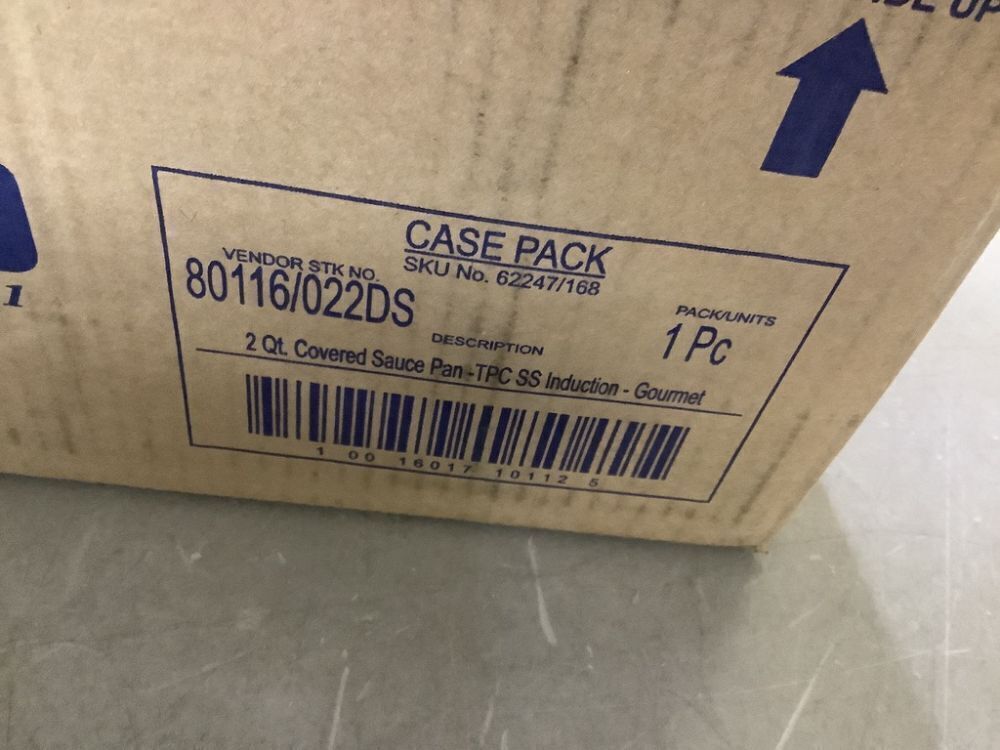 CASE PACK
SKU No. 62247/168
VENDOR STK NO.
80116/022DS
PACK/UNITS
1 Pc
DESCRIPTION
2 Qt. Covered Sauce Pan -TPC SS Induction - Gourmet
1 00 16017 10112 5
1